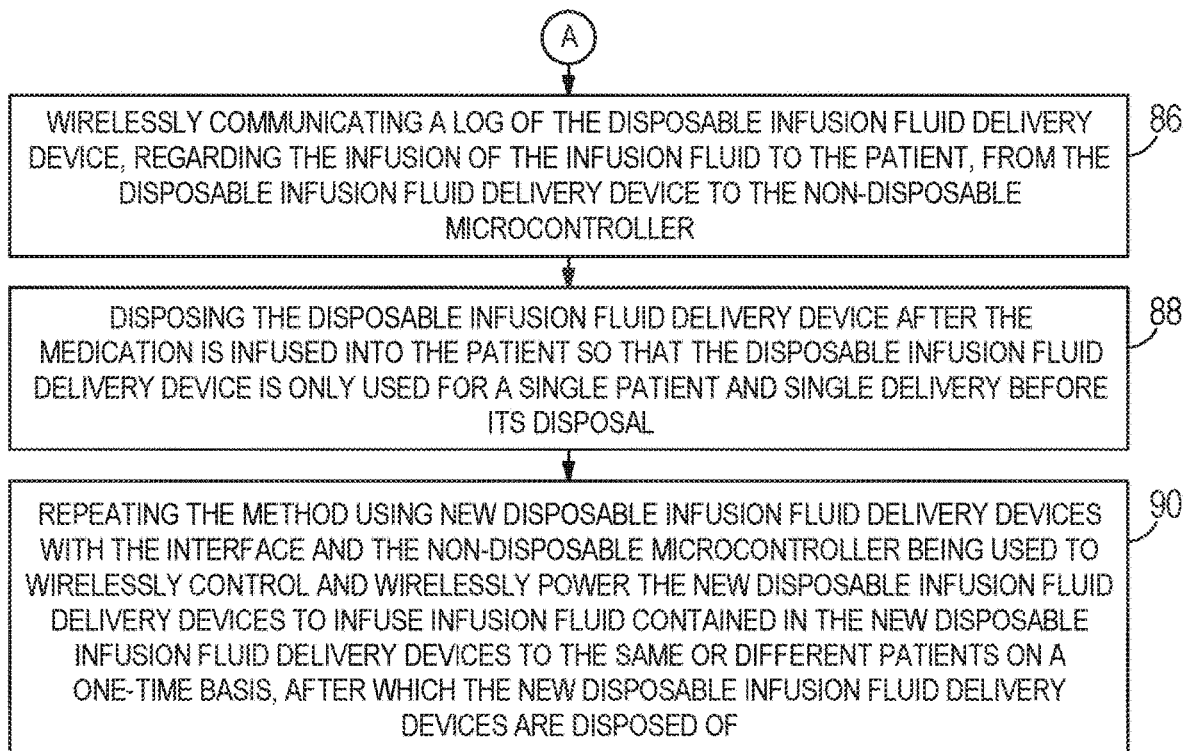 A
WIRELESSLY COMMUNICATING A LOG OF THE DISPOSABLE INFUSION FLUID DELIVERY
DEVICE, REGARDING THE INFUSION OF THE INFUSION FLUID TO THE PATIENT, FROM THE
DISPOSABLE INFUSION FLUID DELIVERY DEVICE TO THE NON-DISPOSABLE
MICROCONTROLLER
86
DISPOSING THE DISPOSABLE INFUSION FLUID DELIVERY DEVICE AFTER THE
MEDICATION IS INFUSED INTO THE PATIENT SO THAT THE DISPOSABLE INFUSION FLUID
DELIVERY DEVICE IS ONLY USED FOR A SINGLE PATIENT AND SINGLE DELIVERY BEFORE
ITS DISPOSAL
88
REPEATING THE METHOD USING NEW DISPOSABLE INFUSION FLUID DELIVERY DEVICES
WITH THE INTERFACE AND THE NON-DISPOSABLE MICROCONTROLLER BEING USED TO
WIRELESSLY CONTROL AND WIRELESSLY POWER THE NEW DISPOSABLE INFUSION FLUID
DELIVERY DEVICES TO INFUSE INFUSION FLUID CONTAINED IN THE NEW DISPOSABLE
INFUSION FLUID DELIVERY DEVICES TO THE SAME OR DIFFERENT PATIENTS ON A
ONE-TIME BASIS, AFTER WHICH THE NEW DISPOSABLE INFUSION FLUID DELIVERY
DEVICES ARE DISPOSED OF
90